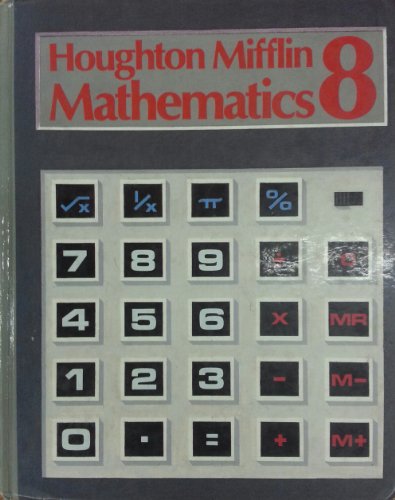 Houghton Mifflin
Mathematics 8
√x 1/x π %
7 8 9
4 5 6 x MR
1 2 3 - M-
0 . = + M+